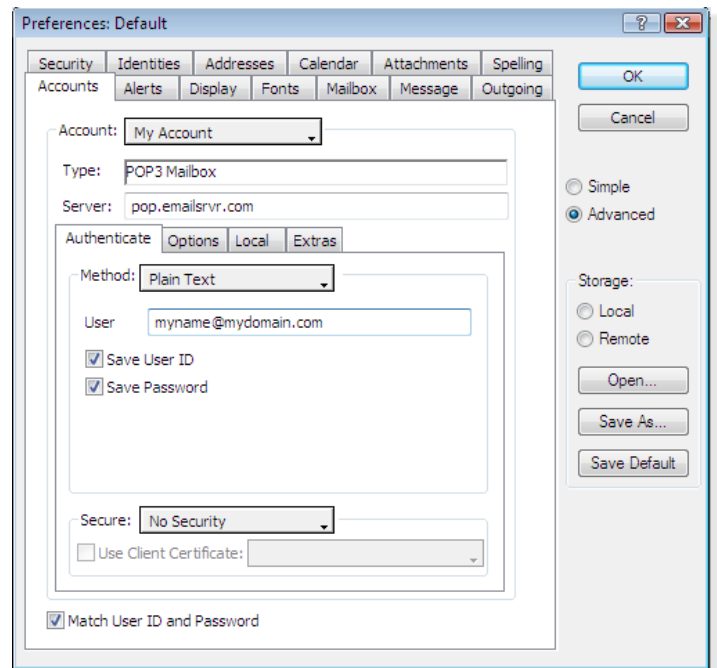 Preferences: Default
Security Identities Addresses Calendar Attachments Spelling
Accounts Alerts Display Fonts Mailbox Message Outgoing
OK
Cancel
Account: My Account
Type: POP3 Mailbox
Server: pop.emailsrvr.com
Simple
Advanced
Authenticate Options Local Extras
Method: Plain Text
User myname@mydomain.com
Save User ID
Save Password
Storage:
Local
Remote
Open...
Save As...
Save Default
Secure: No Security
Use Client Certificate:
Match User ID and Password